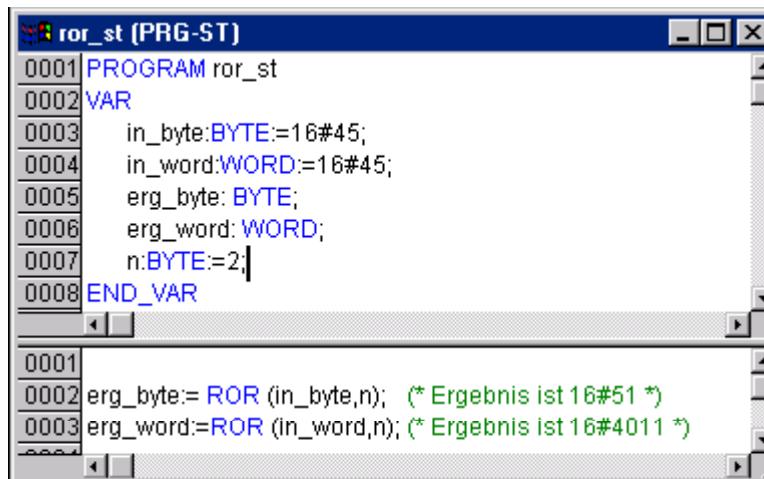 ror_st (PRG-ST)
0001 PROGRAM ror_st
0002 VAR
0003 in_byte:BYTE:=16#45;
0004 in_word:WORD:=16#45;
0005 erg_byte: BYTE;
0006 erg_word: WORD;
0007 n:BYTE:=2;
0008 END_VAR
0001
0002 erg_byte:= ROR (in_byte,n); (* Ergebnis ist 16#51 *)
0003 erg_word:=ROR (in_word,n); (* Ergebnis ist 16#4011 *)